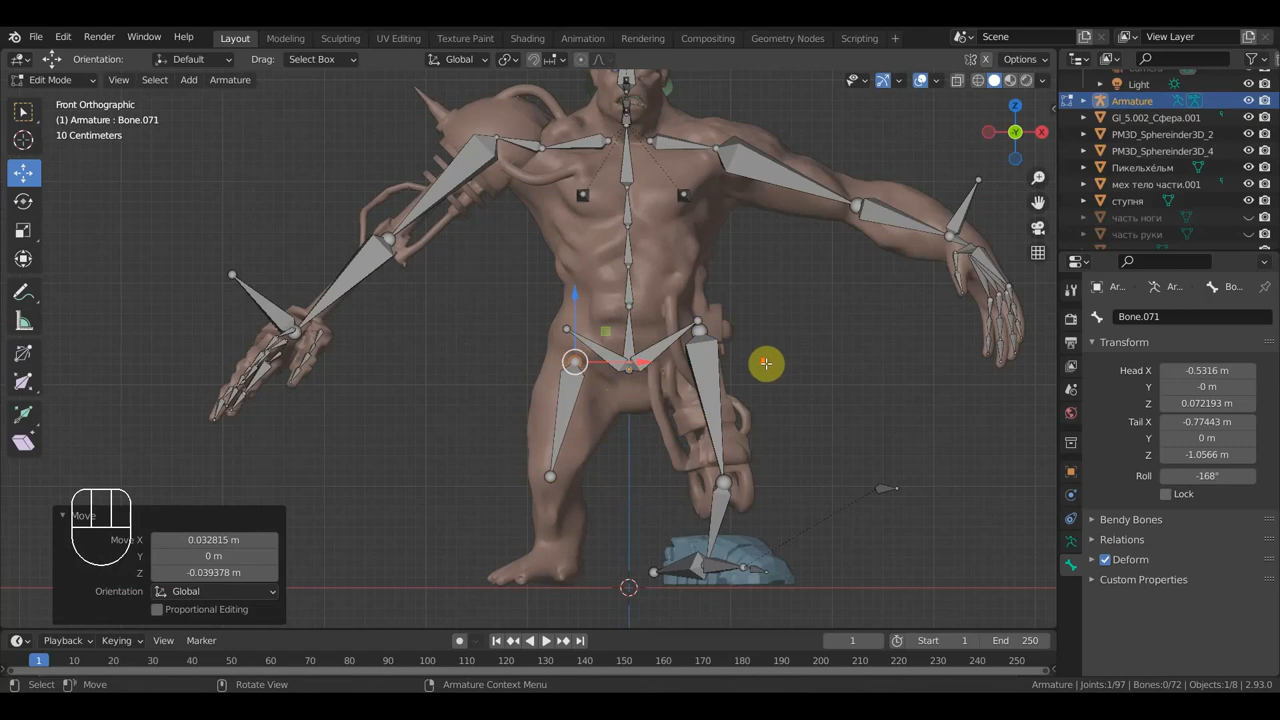 File Edit Render Window Help Layout Modeling Sculpting UV Editing Texture Paint Shading Animation Rendering Compositing Geometry Nodes Scripting + Scene View Layer
Orientation: Default Drag: Select Box Global Options
Edit Mode View Select Add Armature
Light
Front Orthographic
(1) Armature : Bone.071
10 Centimeters
Armature
Gl_5.002_Сфера.001
PM3D_Sphereinder3D_2
PM3D_Sphereinder3D_4
Пикельхе́льм
мех тело части.001
ступня
часть ноги
часть руки
Ar... Ar... Bo...
Bone.071
Transform
Head X -0.5316 m
Y -0 m
Z 0.072193 m
Tail X -0.77443 m
Y 0 m
Z -1.0566 m
Roll -168°
Lock
Bendy Bones
Relations
Deform
Custom Properties
Move
Move X 0.032815 m
Y 0 m
Z -0.039378 m
Orientation Global
Proportional Editing
Playback Keying View Marker 1 Start 1 End 250
1 10 20 30 40 50 60 70 80 90 100 110 120 130 140 150 160 170 180 190 200 210 220 230 240 250
Select Move Rotate View Armature Context Menu Armature | Joints:1/97 | Bones:0/72 | Objects:1/8 | 2.93.0